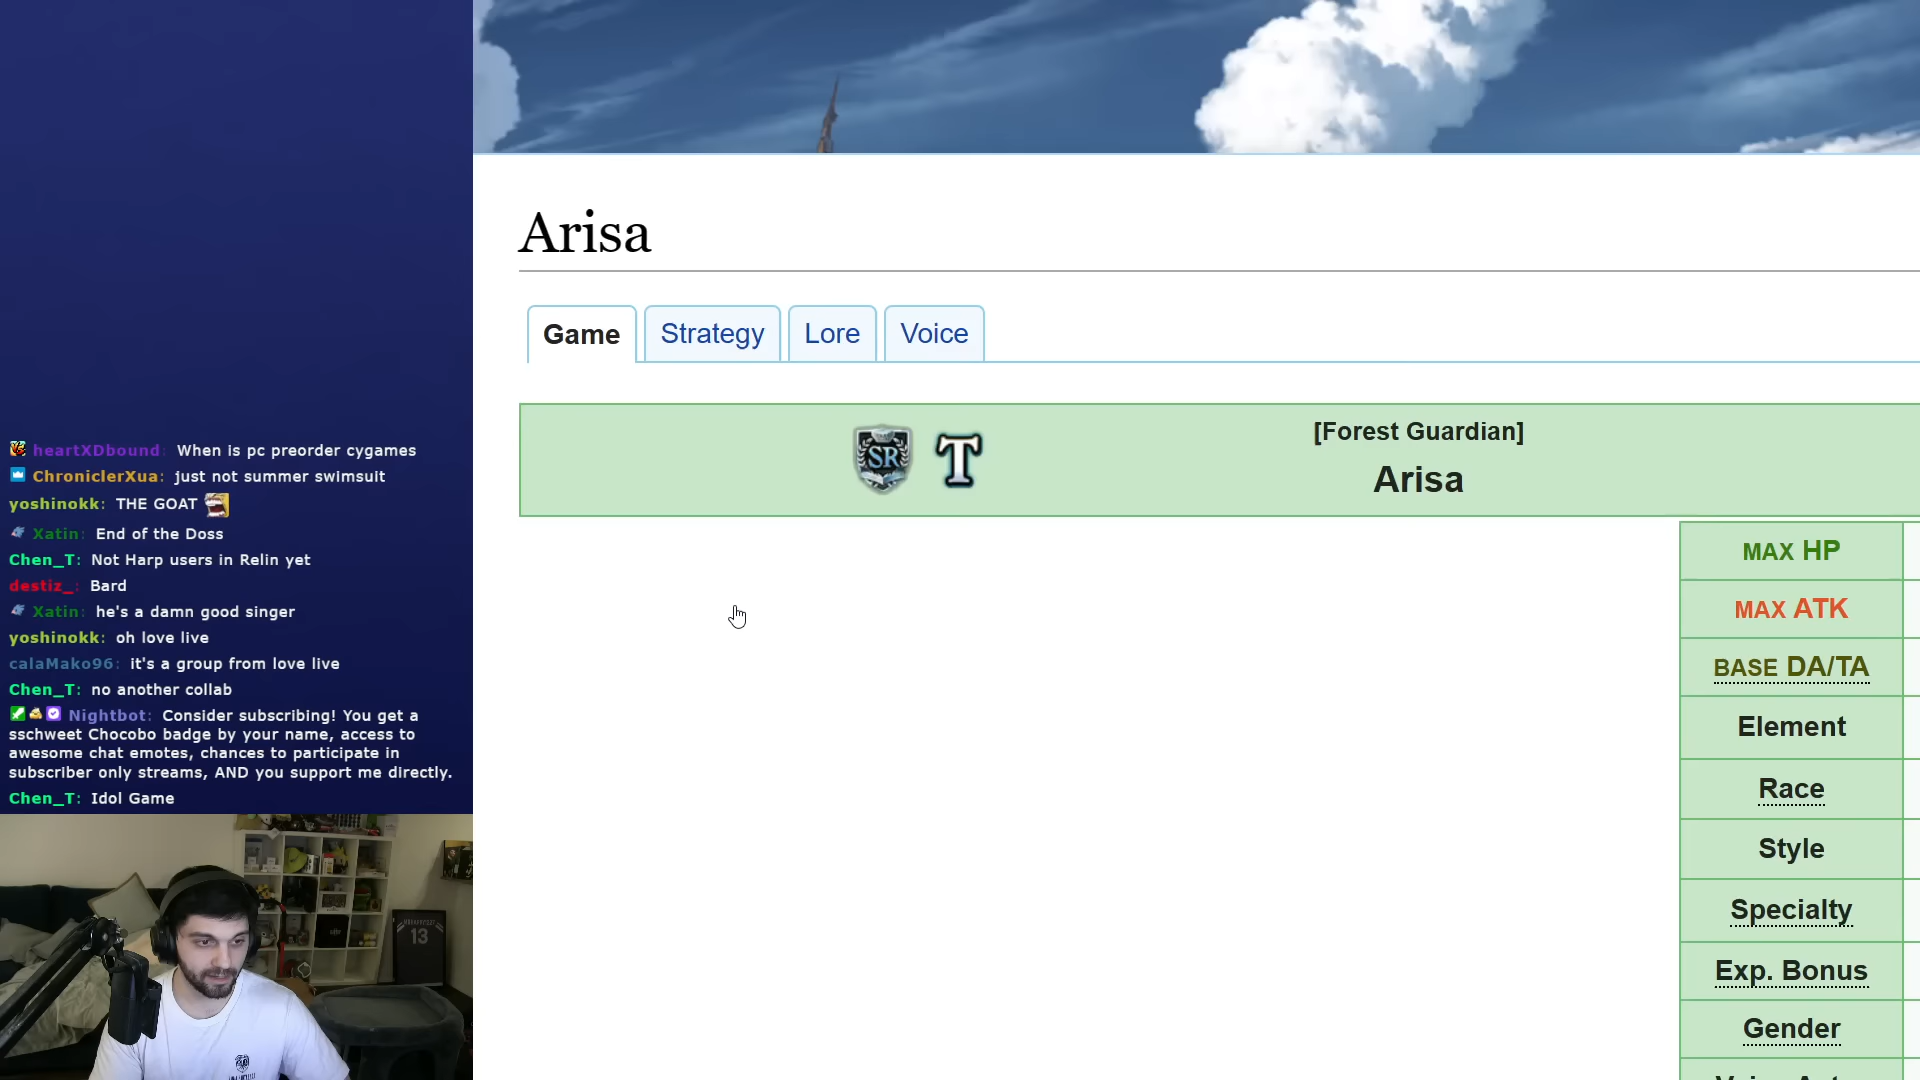 heartXDbound: When is pc preorder cygames
ChroniclerXua: just not summer swimsuit
yoshinokk: THE GOAT
Xatin: End of the Doss
Chen_T: Not Harp users in Relin yet
destiz_: Bard
Xatin: he's a damn good singer
yoshinokk: oh love live
calaMako96: it's a group from love live
Chen_T: no another collab
Nightbot: Consider subscribing! You get a
sschweet Chocobo badge by your name, access to
awesome chat emotes, chances to participate in
subscriber only streams, AND you support me directly.
Chen_T: Idol Game
13
Arisa
Game Strategy Lore Voice
SR T
[Forest Guardian]
Arisa
MAX HP
MAX ATK
BASE DA/TA
Element
Race
Style
Specialty
Exp. Bonus
Gender